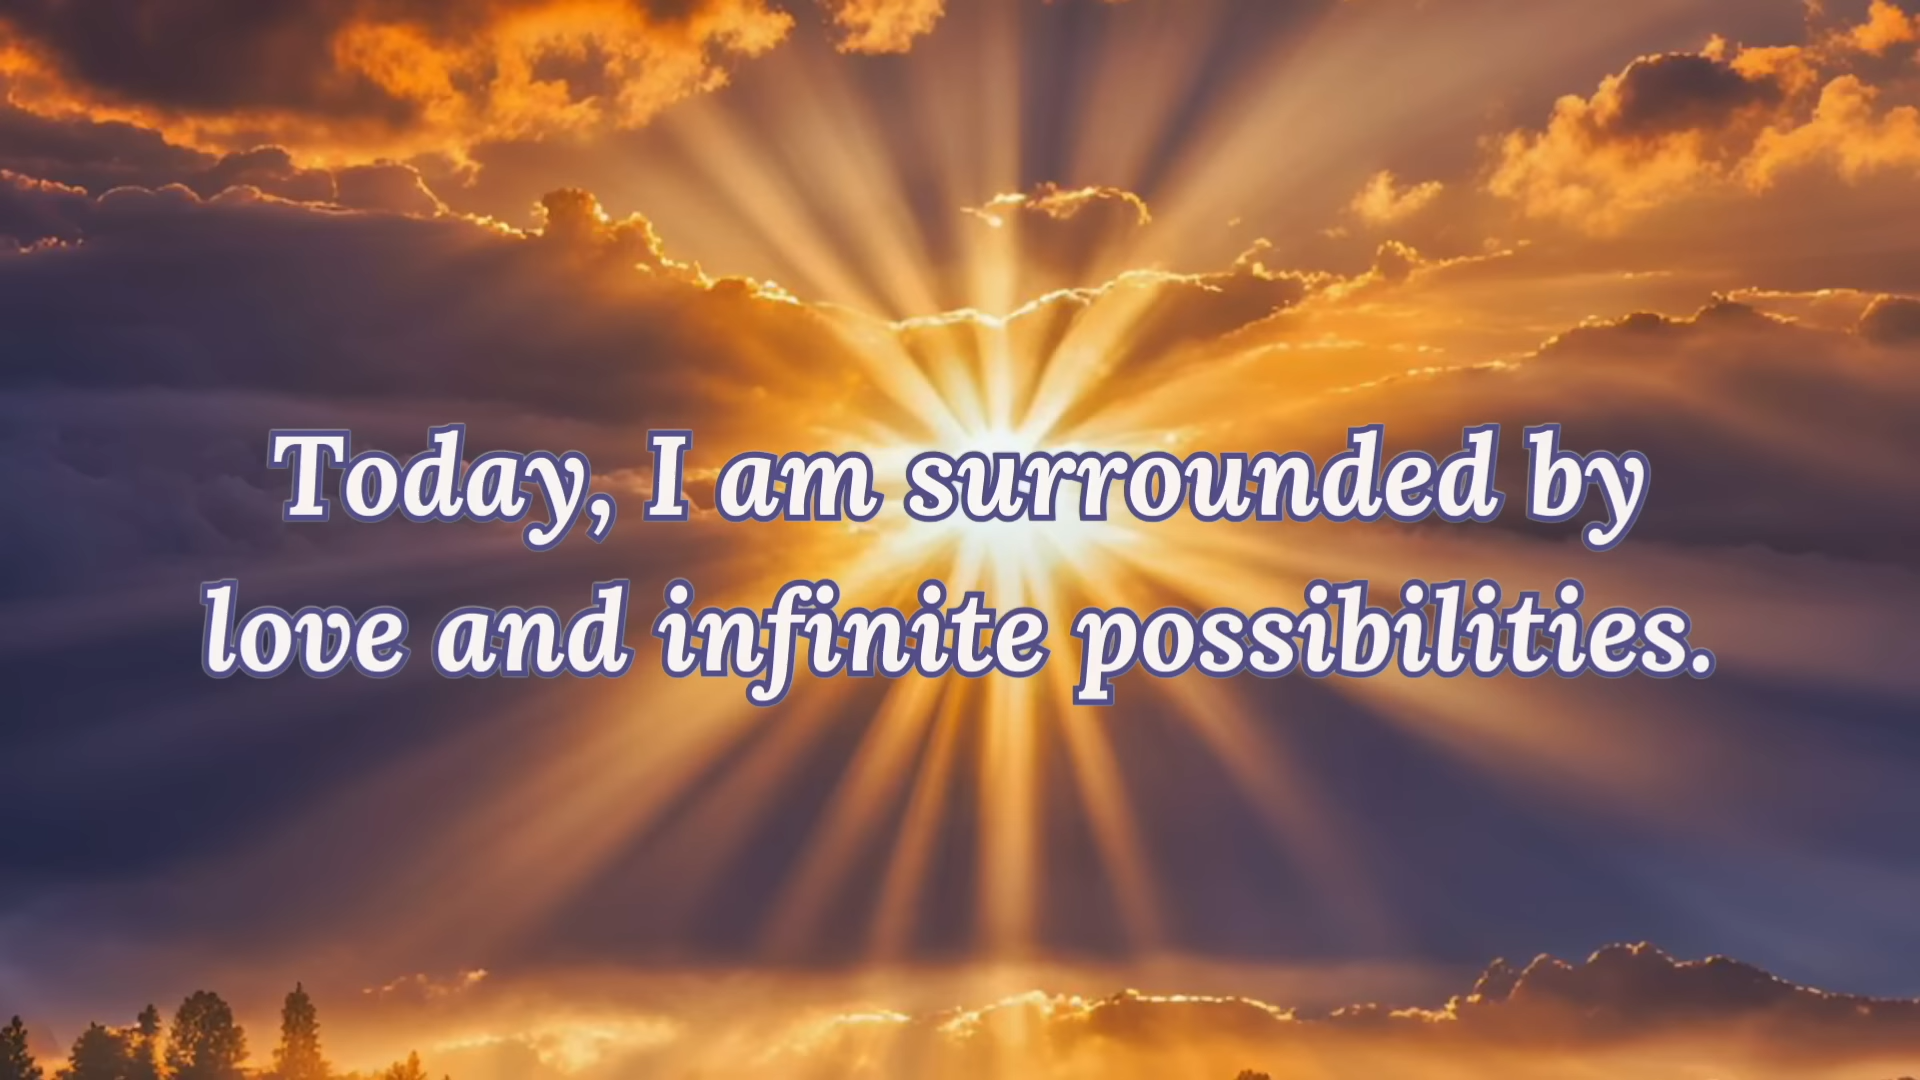 Today, I am surrounded by
love and infinite possibilities.